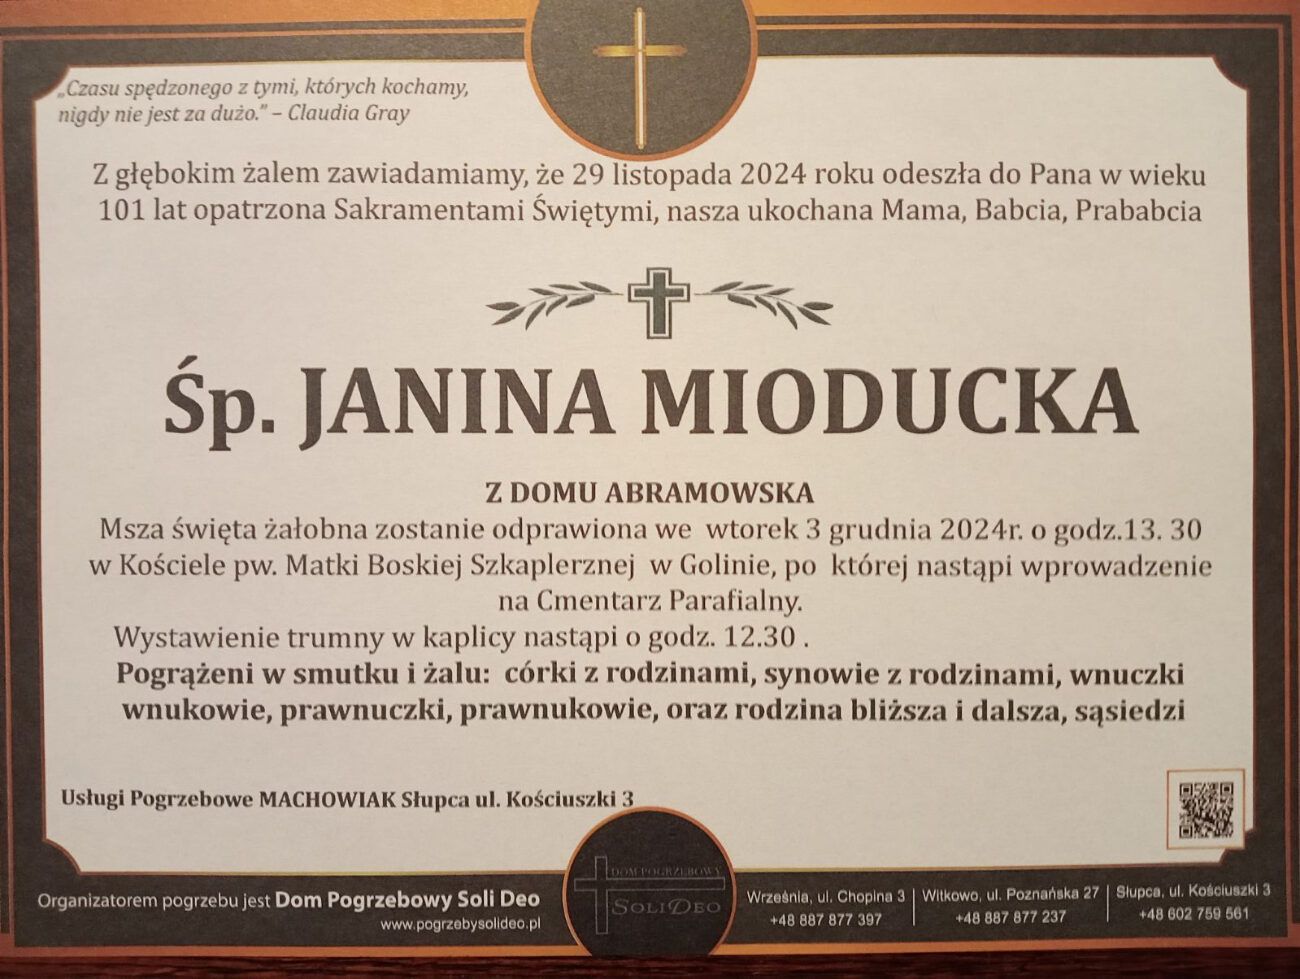 „Czasu spędzonego z tymi, których kochamy,
nigdy nie jest za dużo.” – Claudia Gray
Z głębokim żalem zawiadamiamy, że 29 listopada 2024 roku odeszła do Pana w wieku
101 lat opatrzona Sakramentami Świętymi, nasza ukochana Mama, Babcia, Prababcia
Śp. JANINA MIODUCKA
Z DOMU ABRAMOWSKA
Msza święta żałobna zostanie odprawiona we wtorek 3 grudnia 2024r. o godz.13. 30
w Kościele pw. Matki Boskiej Szkaplerznej w Golinie, po której nastąpi wprowadzenie
na Cmentarz Parafialny.
Wystawienie trumny w kaplicy nastąpi o godz. 12.30 .
Pogrążeni w smutku i żalu: córki z rodzinami, synowie z rodzinami, wnuczki
wnukowie, prawnuczki, prawnukowie, oraz rodzina bliższa i dalsza, sąsiedzi
Usługi Pogrzebowe MACHOWIAK Słupca ul. Kościuszki 3
Organizatorem pogrzebu jest Dom Pogrzebowy Soli Deo
www.pogrzebysolideo.pl
DOM POGRZEBOWY
SOLI DEO
Września, ul. Chopina 3
+48 887 877 397
Witkowo, ul. Poznańska 27
+48 887 877 237
Słupca, ul. Kościuszki 3
+48 602 759 561